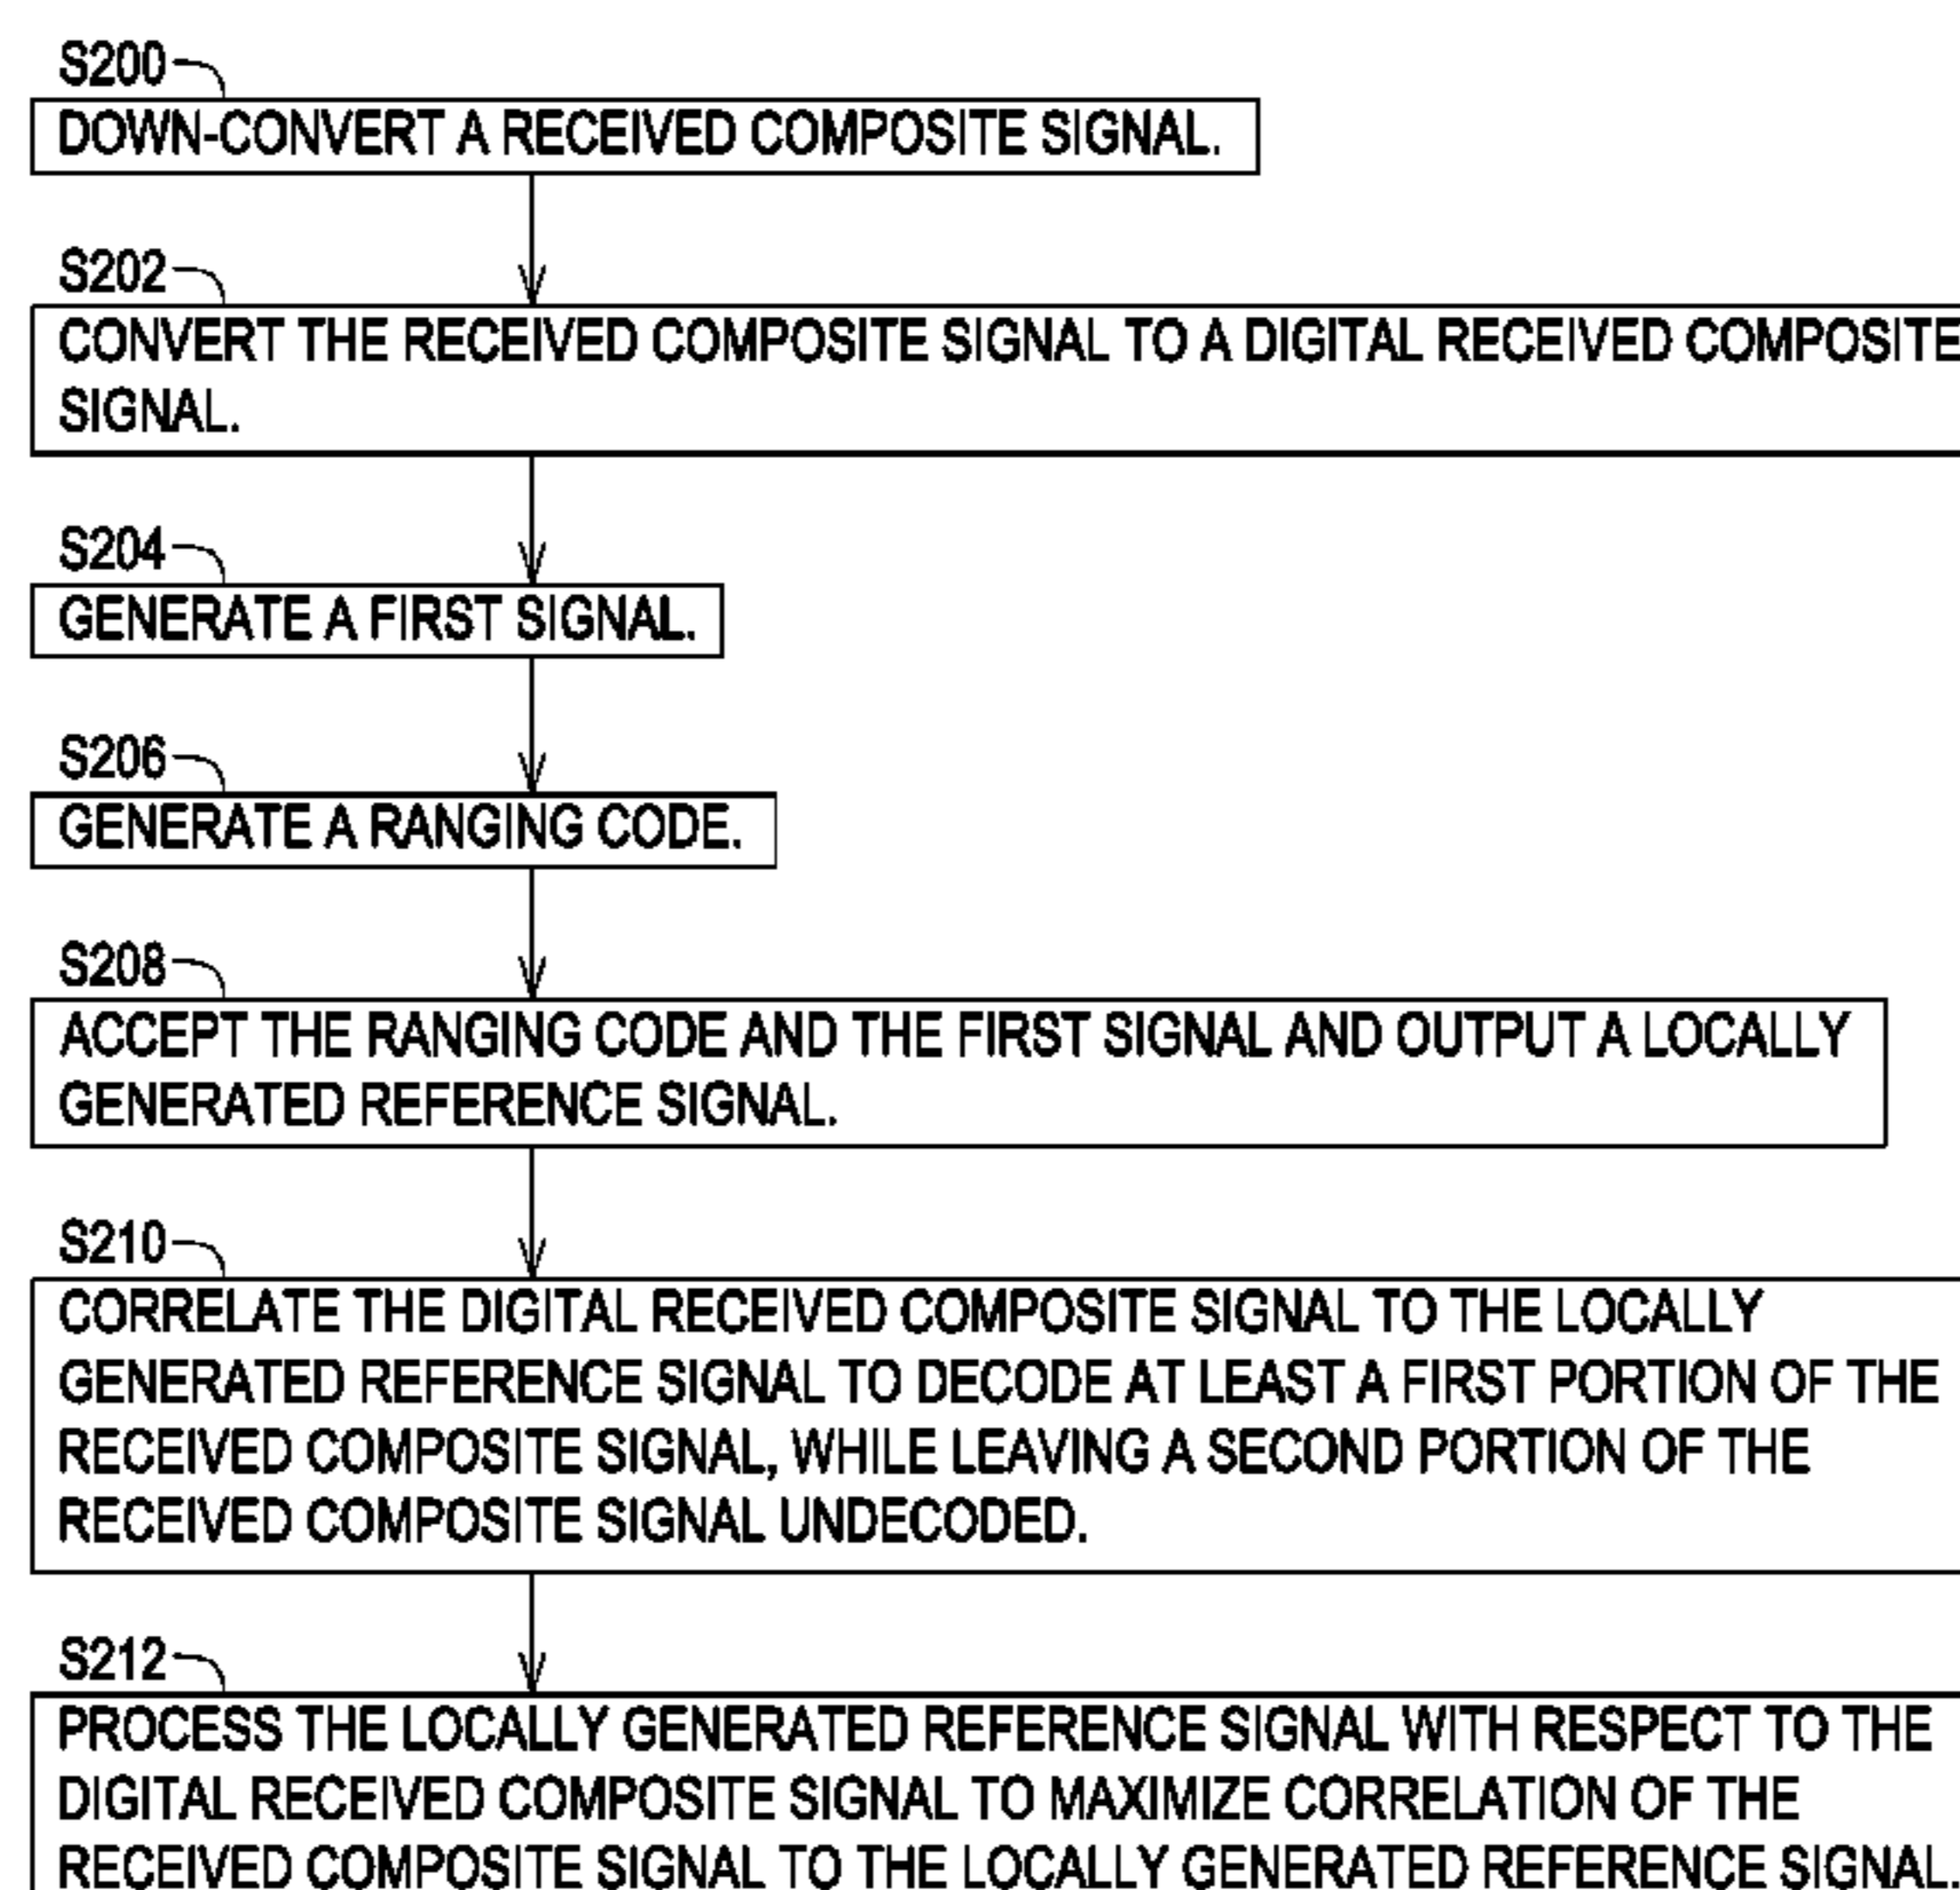 S200
DOWN-CONVERT A RECEIVED COMPOSITE SIGNAL.
S202
CONVERT THE RECEIVED COMPOSITE SIGNAL TO A DIGITAL RECEIVED COMPOSITE
SIGNAL.
S204
GENERATE A FIRST SIGNAL.
S206
GENERATE A RANGING CODE.
S208
ACCEPT THE RANGING CODE AND THE FIRST SIGNAL AND OUTPUT A LOCALLY
GENERATED REFERENCE SIGNAL.
S210
CORRELATE THE DIGITAL RECEIVED COMPOSITE SIGNAL TO THE LOCALLY
GENERATED REFERENCE SIGNAL TO DECODE AT LEAST A FIRST PORTION OF THE
RECEIVED COMPOSITE SIGNAL, WHILE LEAVING A SECOND PORTION OF THE
RECEIVED COMPOSITE SIGNAL UNDECODED.
S212
PROCESS THE LOCALLY GENERATED REFERENCE SIGNAL WITH RESPECT TO THE
DIGITAL RECEIVED COMPOSITE SIGNAL TO MAXIMIZE CORRELATION OF THE
RECEIVED COMPOSITE SIGNAL TO THE LOCALLY GENERATED REFERENCE SIGNAL.